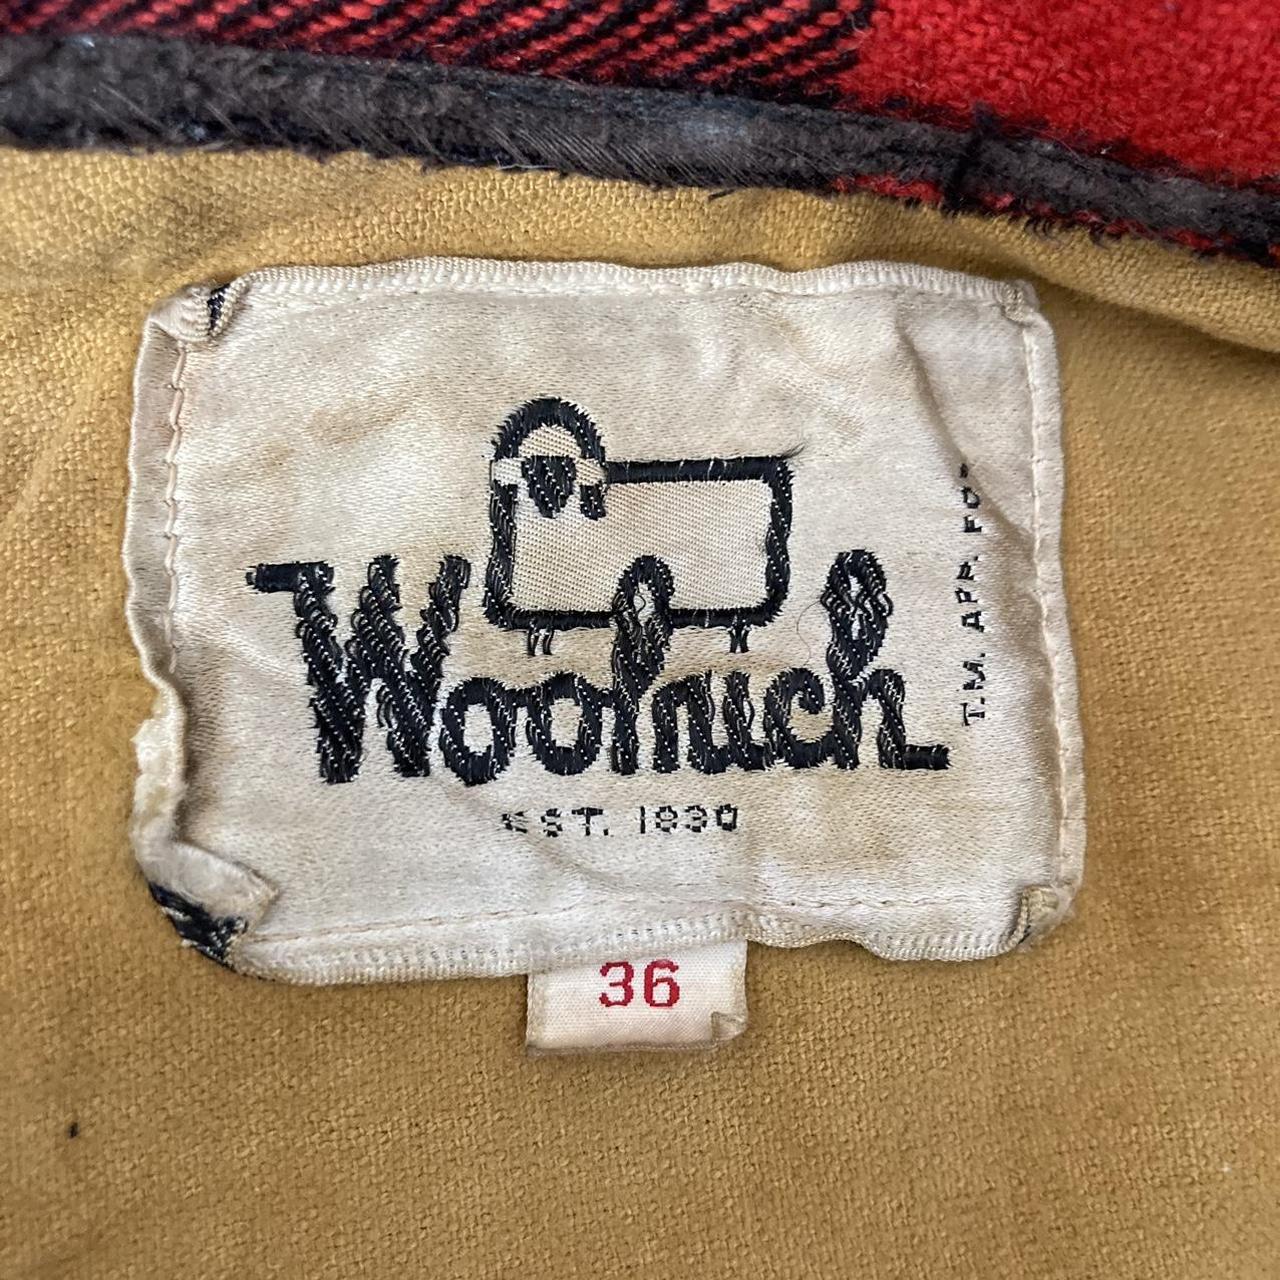 Woolrich
EST. 1830
T.M. APP. FOR
36